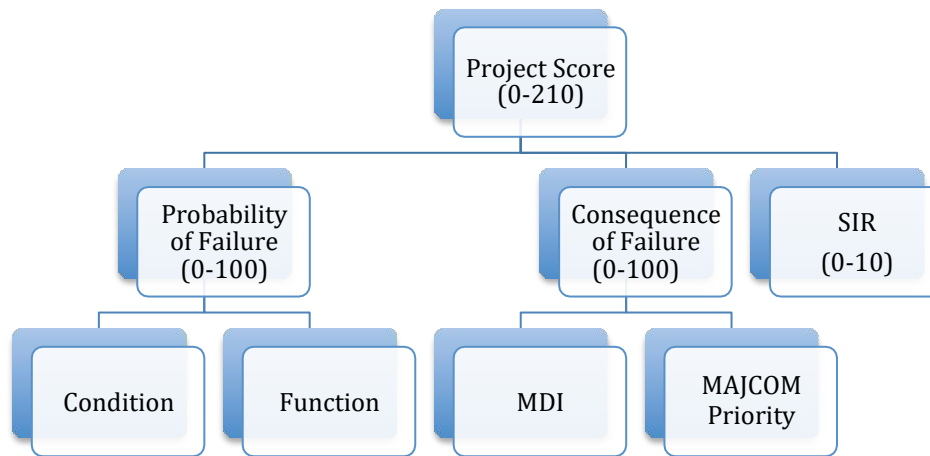 Project Score
(0-210)
Probability
of Failure
(0-100)
Consequence
of Failure
(0-100)
SIR
(0-10)
Condition
Function
MDI
MAJCOM
Priority